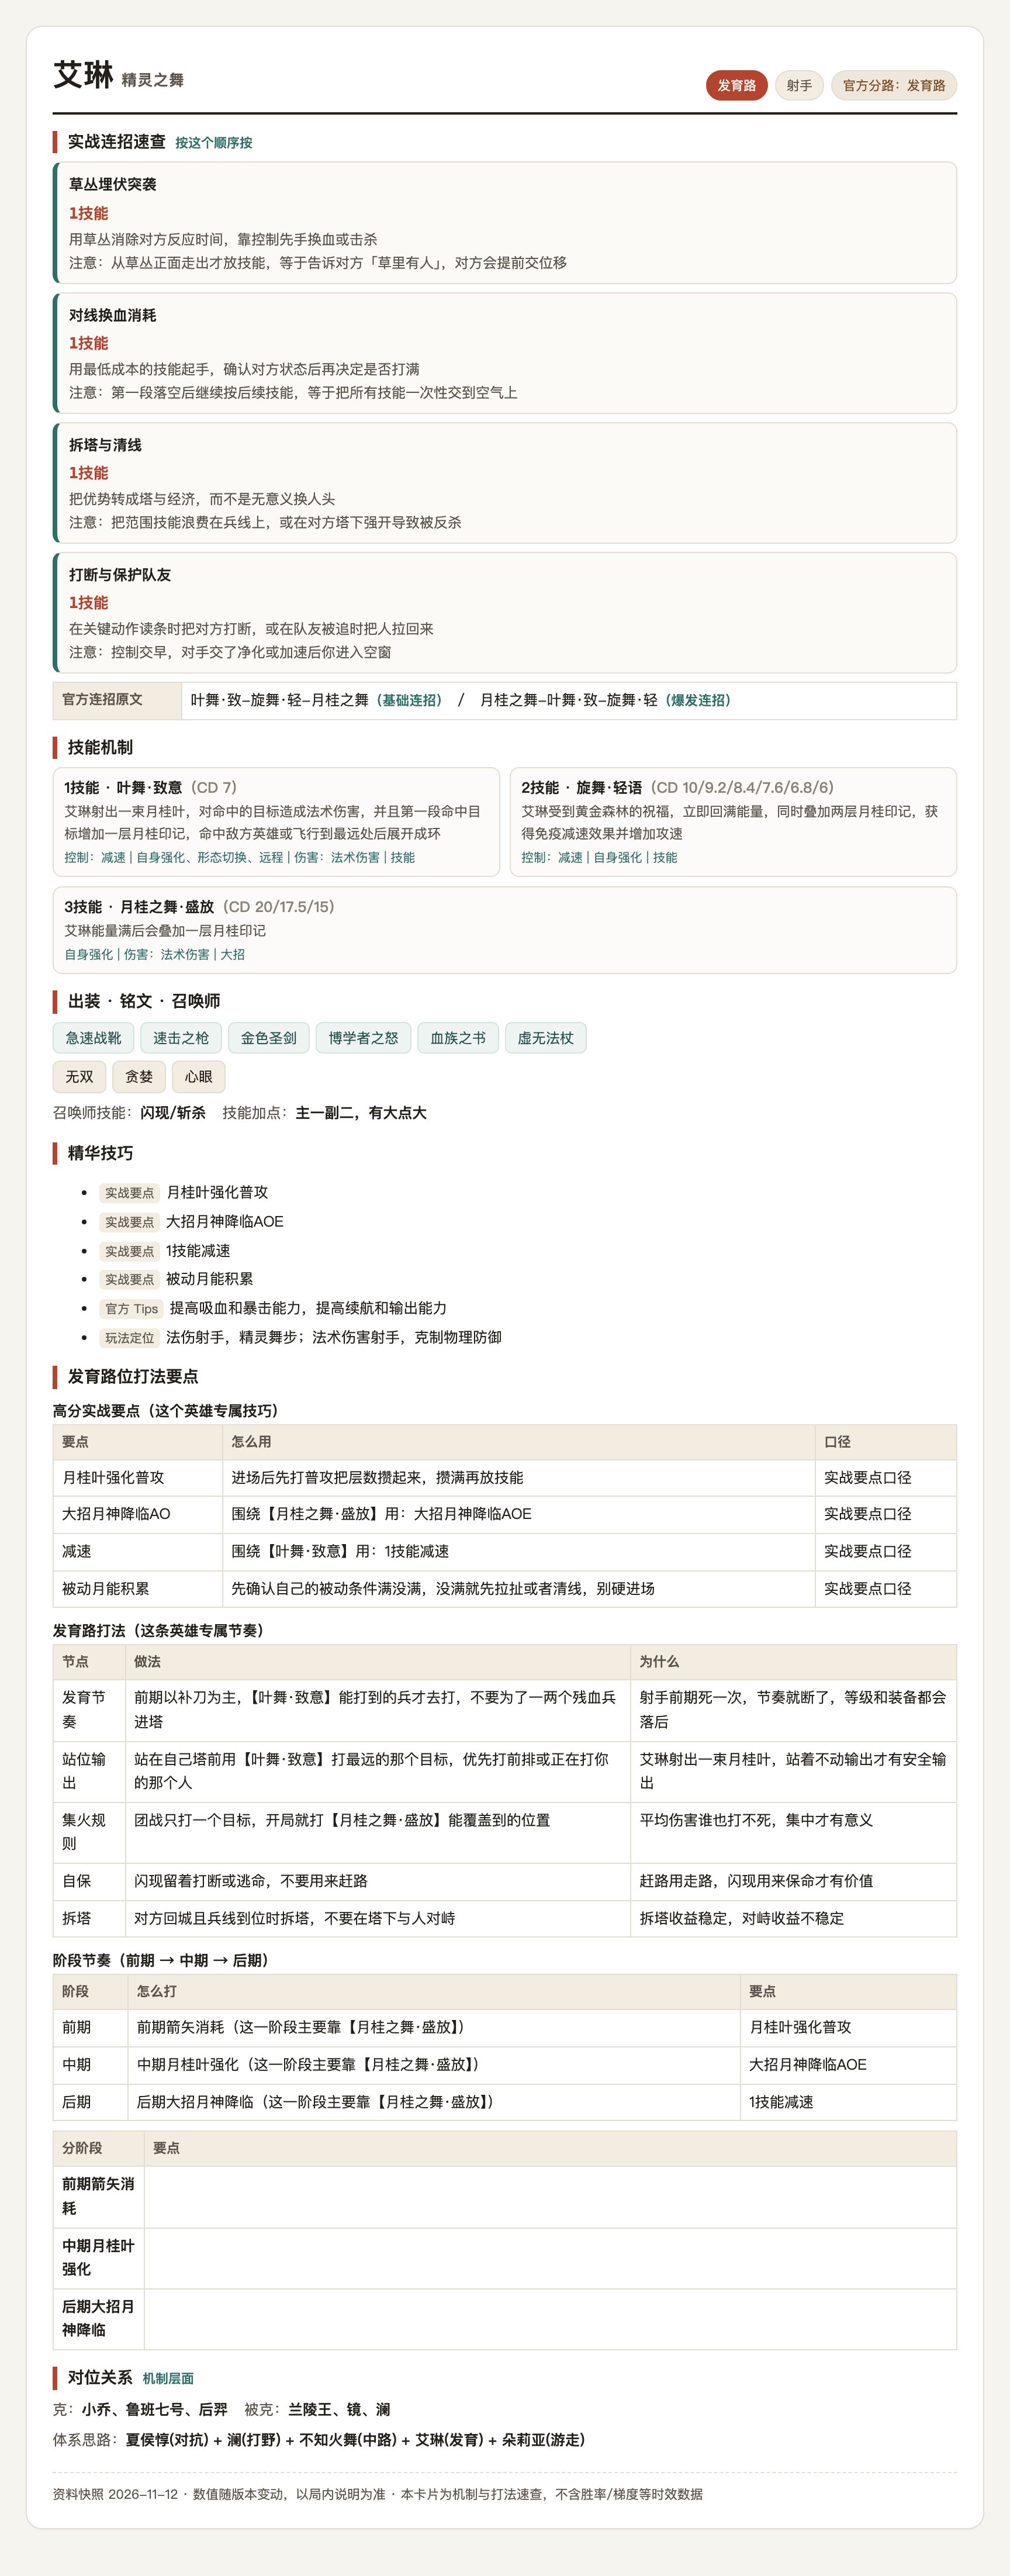 艾琳 精灵之舞
发育路 射手 官方分路：发育路
实战连招速查 按这个顺序按
草丛埋伏突袭
1技能
用草丛消除对方反应时间，靠控制先手换血或击杀
注意：从草丛正面走出才放技能，等于告诉对方「草里有人」，对方会提前交位移
对线换血消耗
1技能
用最低成本的技能起手，确认对方状态后再决定是否打满
注意：第一段落空后继续按后续技能，等于把所有技能一次性交到空气上
拆塔与清线
1技能
把优势转成塔与经济，而不是无意义换人头
注意：把范围技能浪费在兵线上，或在对方塔下强开导致被反杀
打断与保护队友
1技能
在关键动作读条时把对方打断，或在队友被追时把人拉回来
注意：控制交早，对手交了净化或加速后你进入空窗
官方连招原文 叶舞·致–旋舞·轻–月桂之舞（基础连招） / 月桂之舞–叶舞·致–旋舞·轻（爆发连招）
技能机制
1技能 · 叶舞·致意（CD 7）
艾琳射出一束月桂叶，对命中的目标造成法术伤害，并且第一段命中目
标增加一层月桂印记，命中敌方英雄或飞行到最远处后展开成环
控制：减速 | 自身强化、形态切换、远程 | 伤害：法术伤害 | 技能
2技能 · 旋舞·轻语（CD 10/9.2/8.4/7.6/6.8/6）
艾琳受到黄金森林的祝福，立即回满能量，同时叠加两层月桂印记，获
得免疫减速效果并增加攻速
控制：减速 | 自身强化 | 技能
3技能 · 月桂之舞·盛放（CD 20/17.5/15）
艾琳能量满后会叠加一层月桂印记
自身强化 | 伤害：法术伤害 | 大招
出装 · 铭文 · 召唤师
急速战靴 速击之枪 金色圣剑 博学者之怒 血族之书 虚无法杖
无双 贪婪 心眼
召唤师技能：闪现/斩杀 技能加点：主一副二，有大点大
精华技巧
• 实战要点 月桂叶强化普攻
• 实战要点 大招月神降临AOE
• 实战要点 1技能减速
• 实战要点 被动月能积累
• 官方 Tips 提高吸血和暴击能力，提高续航和输出能力
• 玩法定位 法伤射手，精灵舞步；法术伤害射手，克制物理防御
发育路位打法要点
高分实战要点（这个英雄专属技巧）
要点 怎么用 口径
月桂叶强化普攻 进场后先打普攻把层数攒起来，攒满再放技能 实战要点口径
大招月神降临AO 围绕【月桂之舞·盛放】用：大招月神降临AOE 实战要点口径
减速 围绕【叶舞·致意】用：1技能减速 实战要点口径
被动月能积累 先确认自己的被动条件满没满，没满就先拉扯或者清线，别硬进场 实战要点口径
发育路打法（这条英雄专属节奏）
节点 做法 为什么
发育节 前期以补刀为主，【叶舞·致意】能打到的兵才去打，不要为了一两个残血兵 射手前期死一次，节奏就断了，等级和装备都会
奏 进塔 落后
站位输 站在自己塔前用【叶舞·致意】打最远的那个目标，优先打前排或正在打你 艾琳射出一束月桂叶，站着不动输出才有安全输
出 的那个人 出
集火规 团战只打一个目标，开局就打【月桂之舞·盛放】能覆盖到的位置 平均伤害谁也打不死，集中才有意义
则
自保 闪现留着打断或逃命，不要用来赶路 赶路用走路，闪现用来保命才有价值
拆塔 对方回城且兵线到位时拆塔，不要在塔下与人对峙 拆塔收益稳定，对峙收益不稳定
阶段节奏（前期 → 中期 → 后期）
阶段 怎么打 要点
前期 前期箭矢消耗（这一阶段主要靠【月桂之舞·盛放】） 月桂叶强化普攻
中期 中期月桂叶强化（这一阶段主要靠【月桂之舞·盛放】） 大招月神降临AOE
后期 后期大招月神降临（这一阶段主要靠【月桂之舞·盛放】） 1技能减速
分阶段 要点
前期箭矢消
耗
中期月桂叶
强化
后期大招月
神降临
对位关系 机制层面
克：小乔、鲁班七号、后羿 被克：兰陵王、镜、澜
体系思路：夏侯惇(对抗) + 澜(打野) + 不知火舞(中路) + 艾琳(发育) + 朵莉亚(游走)
资料快照 2026–11–12 · 数值随版本变动，以局内说明为准 · 本卡片为机制与打法速查，不含胜率/梯度等时效数据